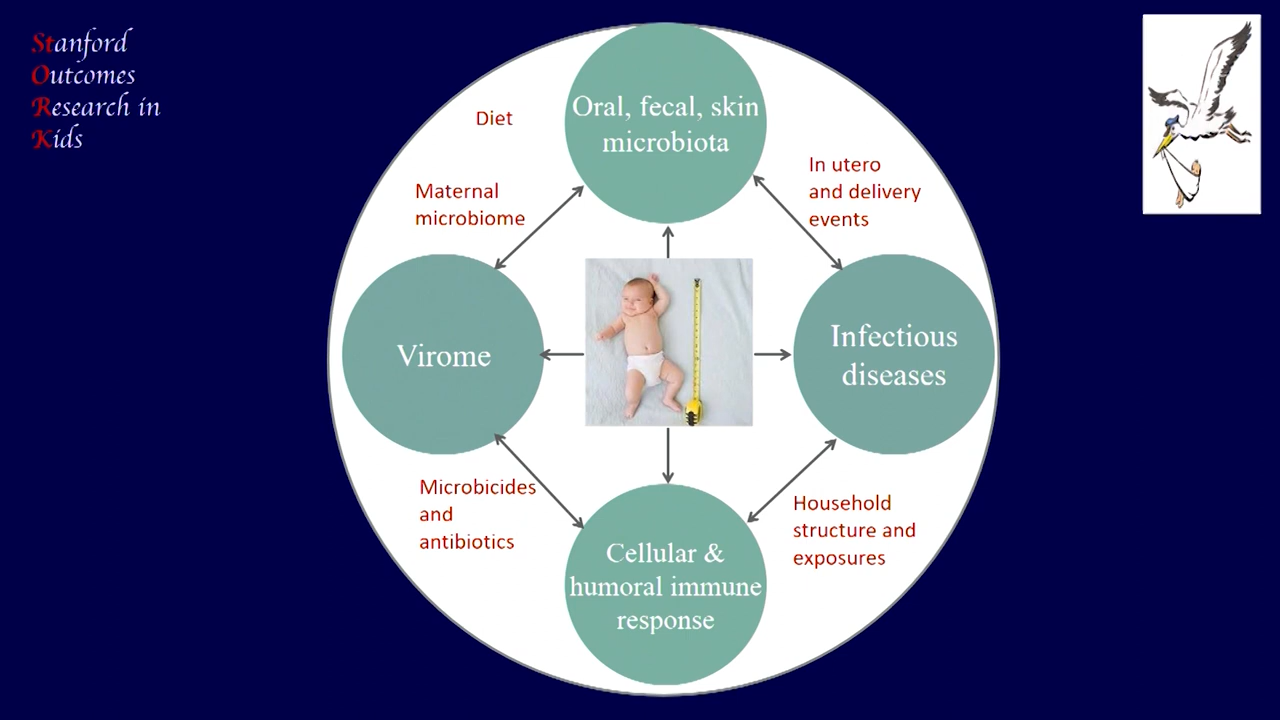 Stanford
Outcomes
Research in
Kids
Oral, fecal, skin
microbiota
Diet
Maternal
microbiome
In utero
and delivery
events
Virome
Infectious
diseases
Microbicides
and
antibiotics
Household
structure and
exposures
Cellular &
humoral immune
response